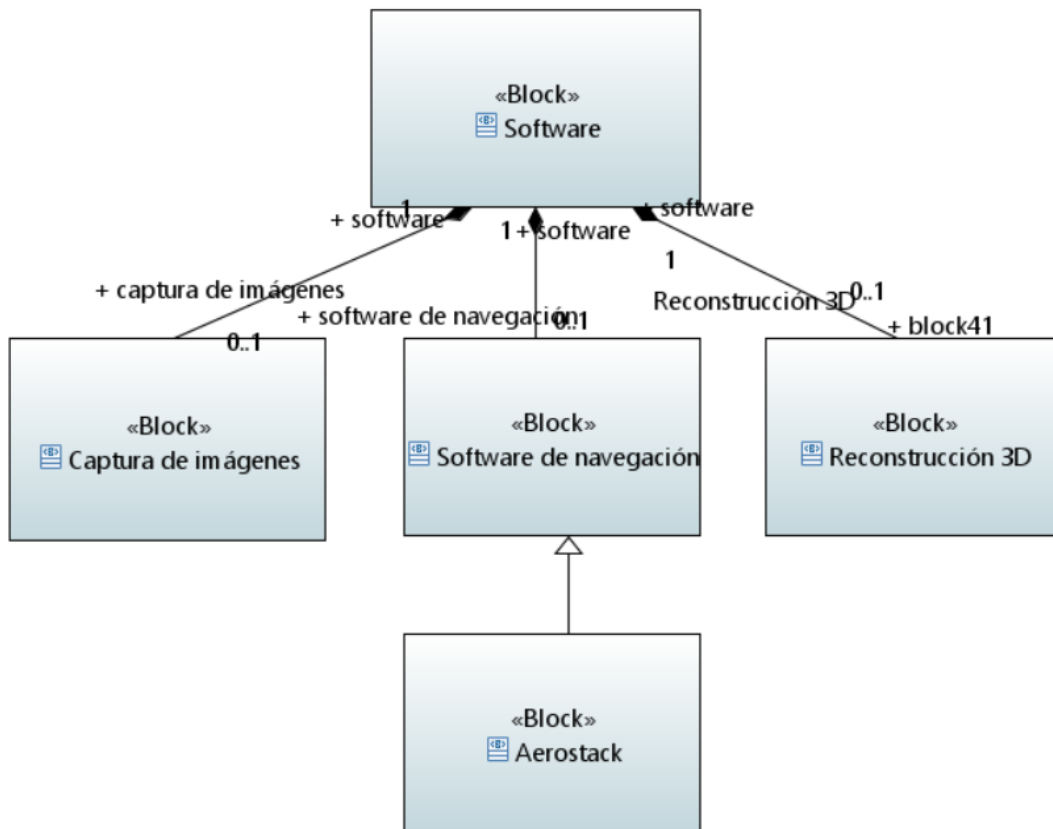 «Block»
Software
1
+ software
1
+ software
+ software
1
+ captura de imágenes
0..1
+ software de navegación
0..1
Reconstrucción 3D
0..1
+ block41
«Block»
Captura de imágenes
«Block»
Software de navegación
«Block»
Reconstrucción 3D
«Block»
Aerostack